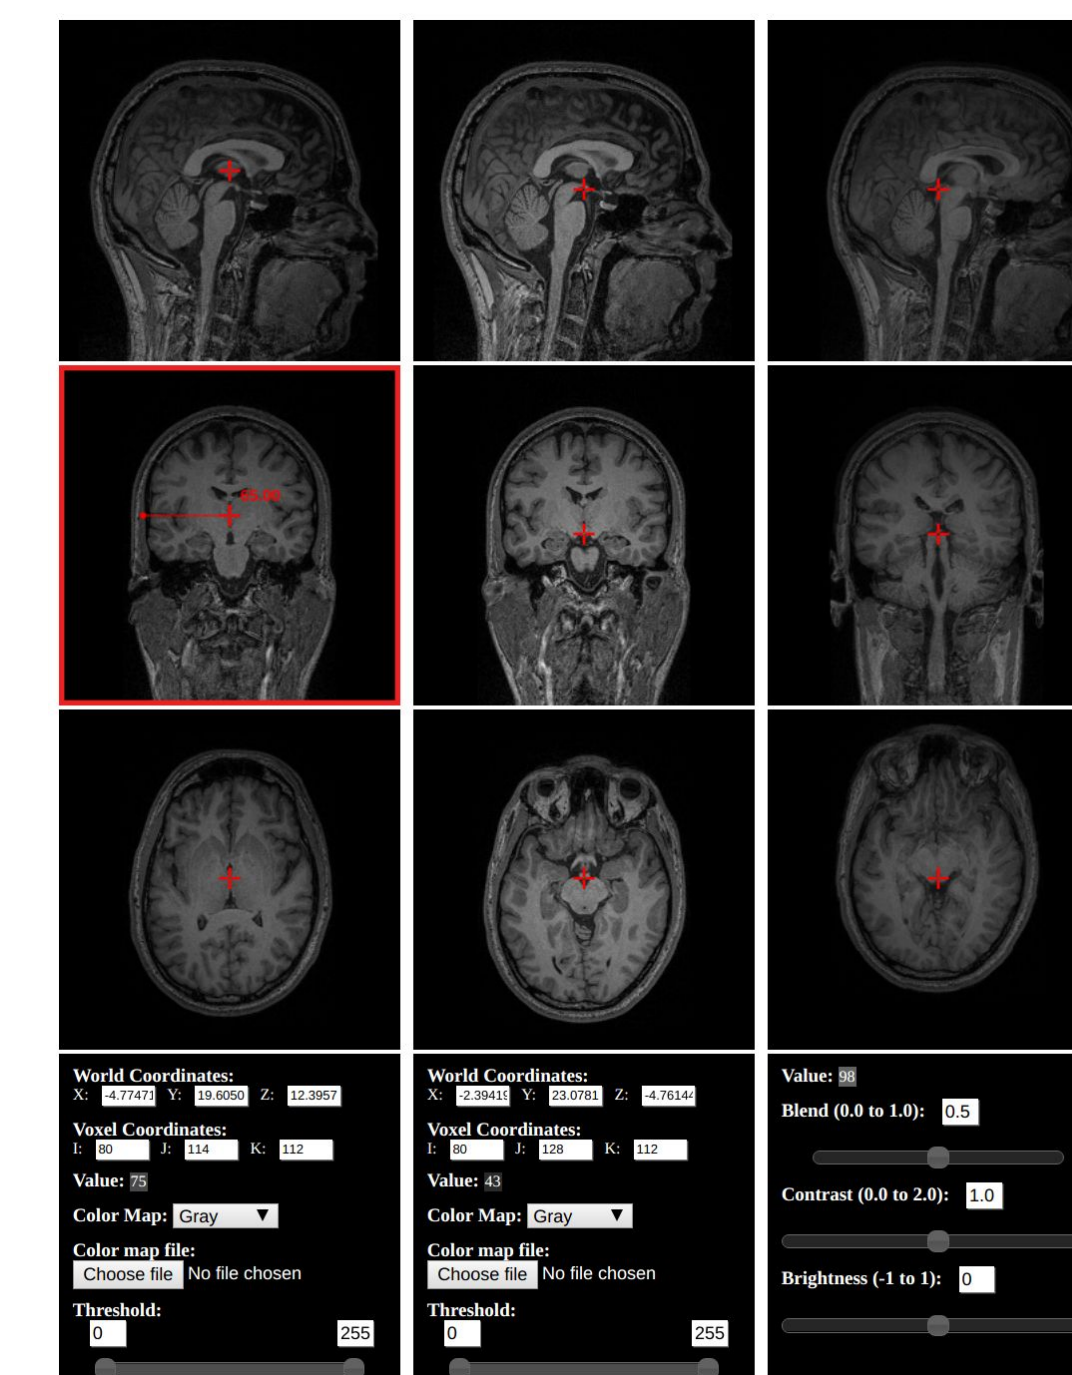 65.00
World Coordinates:
X: -4.77471 Y: 19.6050 Z: 12.3957
Voxel Coordinates:
I: 80 J: 114 K: 112
Value: 75
Color Map: Gray ▼
Color map file:
Choose file No file chosen
Threshold:
0 255
World Coordinates:
X: -2.39419 Y: 23.0781 Z: -4.76144
Voxel Coordinates:
I: 80 J: 128 K: 112
Value: 43
Color Map: Gray ▼
Color map file:
Choose file No file chosen
Threshold:
0 255
Value: 98
Blend (0.0 to 1.0): 0.5
Contrast (0.0 to 2.0): 1.0
Brightness (-1 to 1): 0